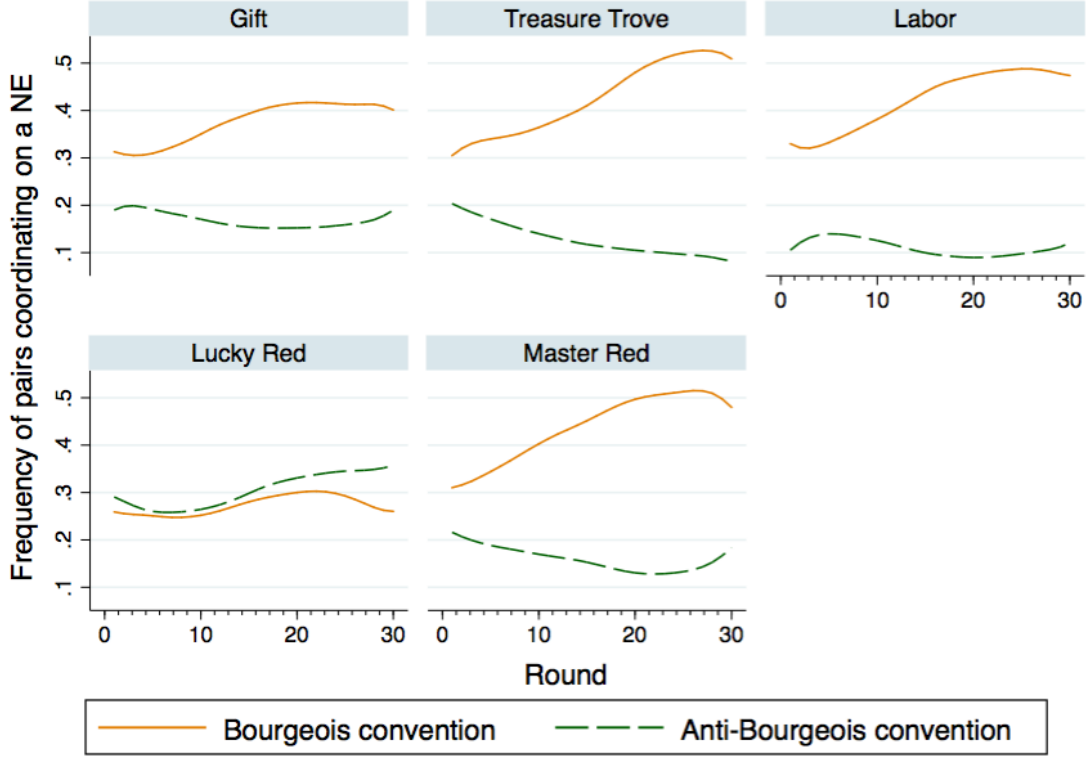 Gift
Treasure Trove
Labor
Frequency of pairs coordinating on a NE
.5
.4
.3
.2
.1
0 10 20 30
Lucky Red
Master Red
.5
.4
.3
.2
.1
0 10 20 30
0 10 20 30
Round
Bourgeois convention
Anti-Bourgeois convention